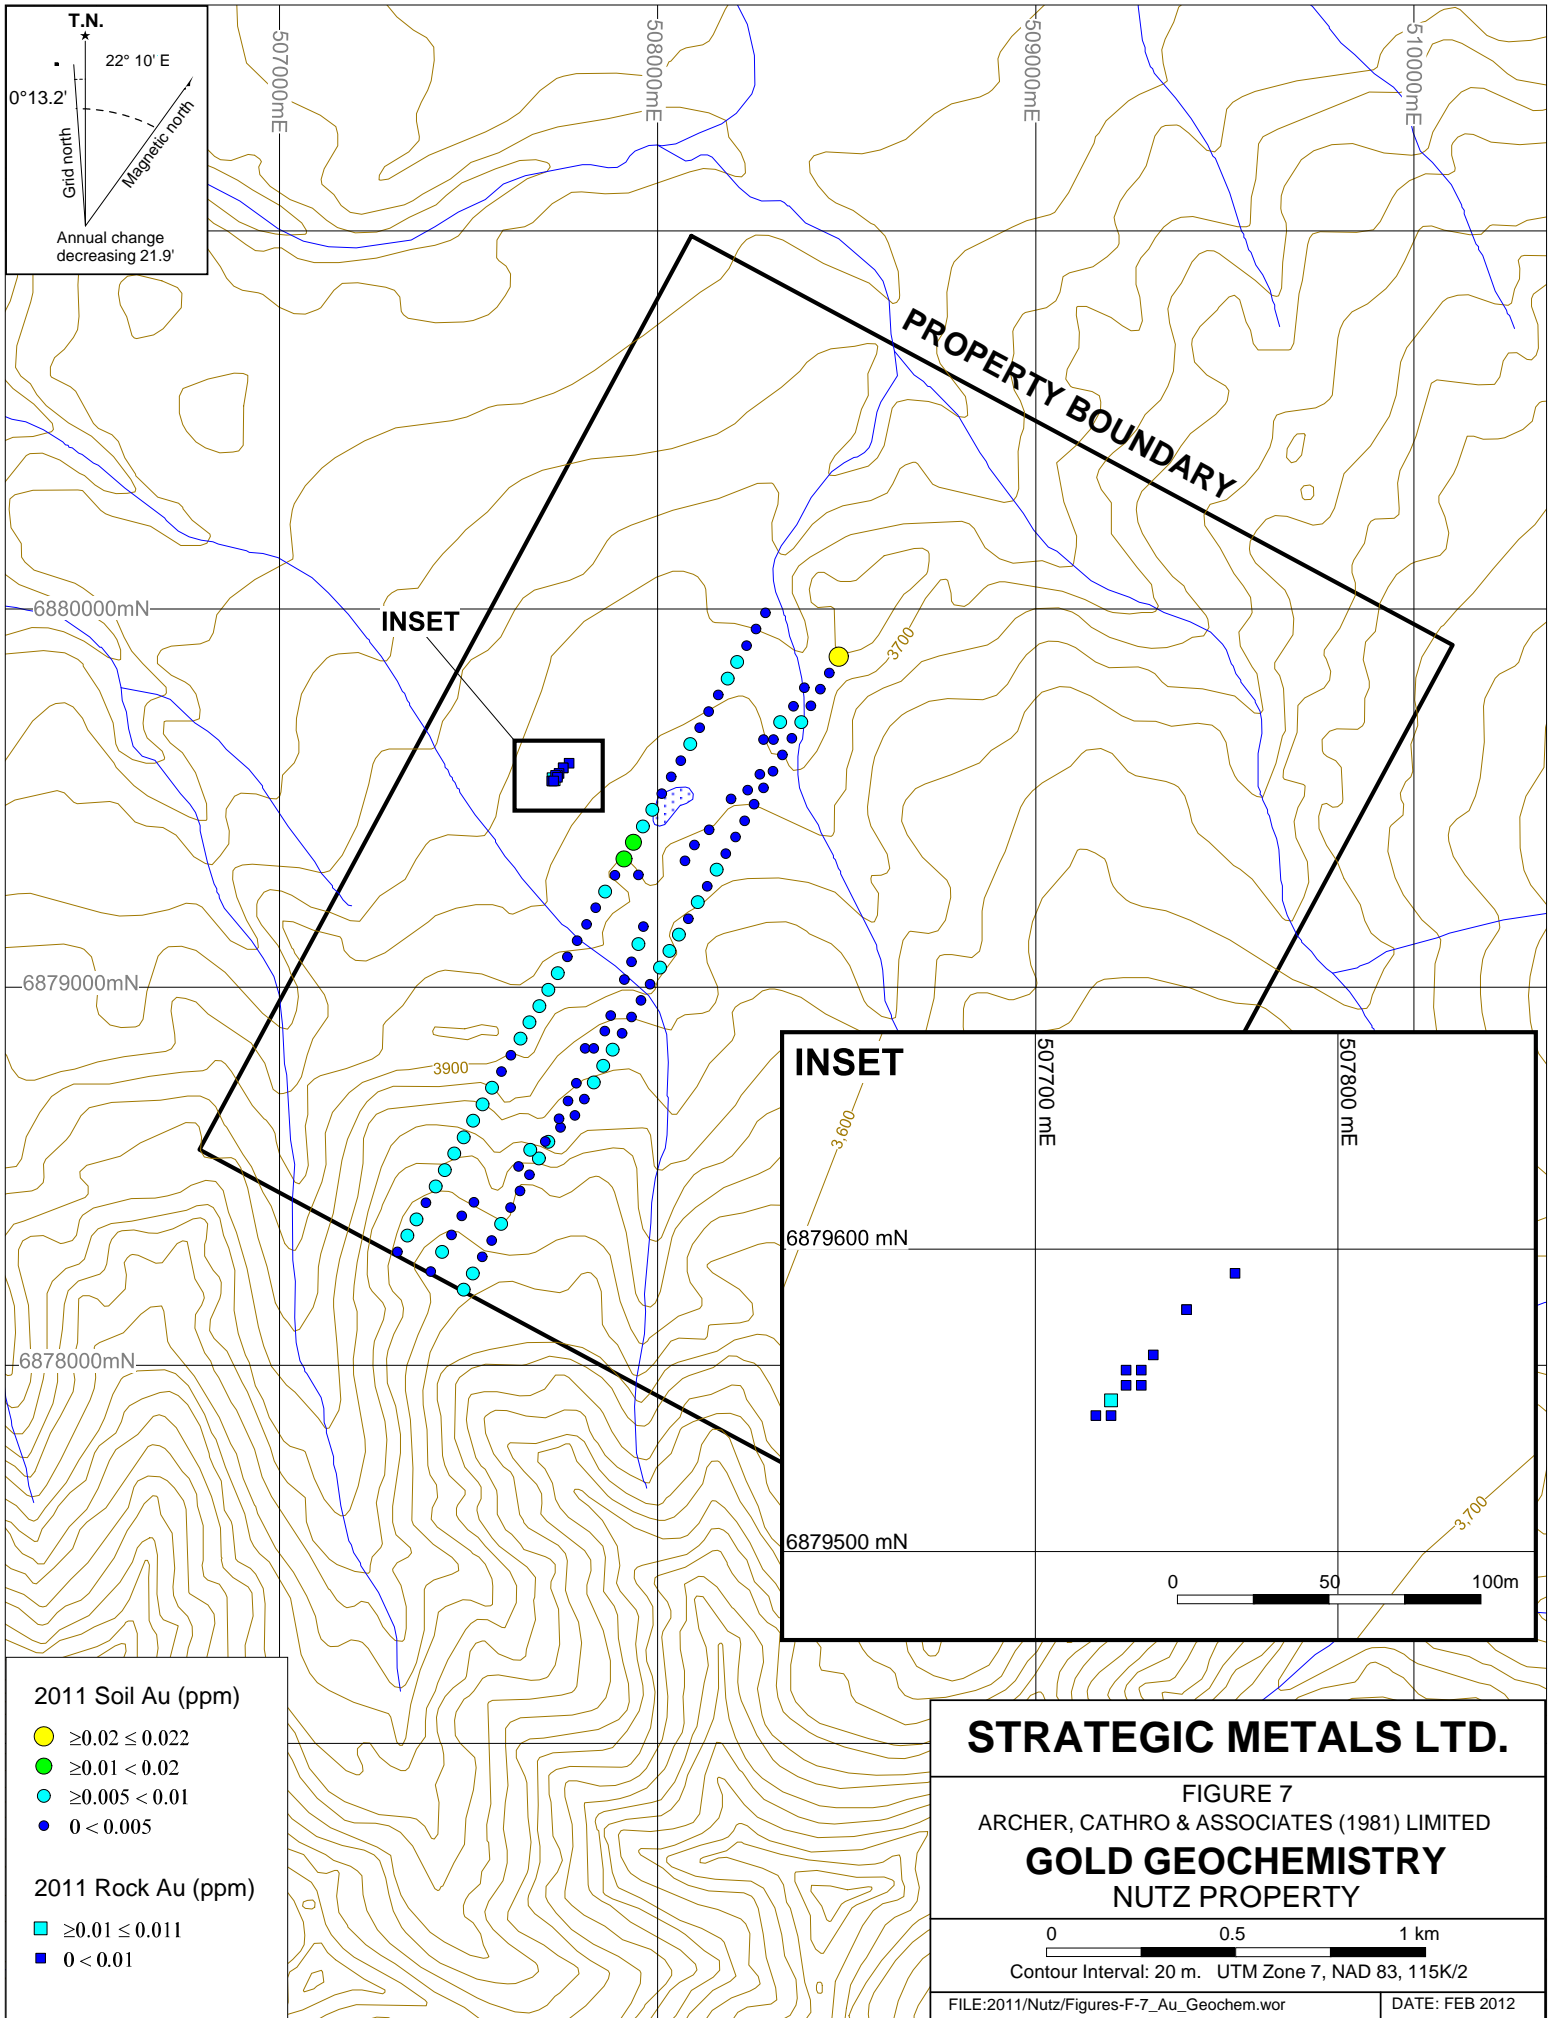 T.N.
22° 10' E
0°13.2'
Grid north
Magnetic north
Annual change
decreasing 21.9'
507000mE
508000mE
509000mE
510000mE
PROPERTY BOUNDARY
6880000mN
INSET
3700
6879000mN
3900
6878000mN
INSET
507700 mE
507800 mE
3,600
6879600 mN
6879500 mN
3,700
0 50 100m
2011 Soil Au (ppm)
≥0.02 ≤ 0.022
≥0.01 < 0.02
≥0.005 < 0.01
0 < 0.005
2011 Rock Au (ppm)
≥0.01 ≤ 0.011
0 < 0.01
STRATEGIC METALS LTD.
FIGURE 7
ARCHER, CATHRO & ASSOCIATES (1981) LIMITED
GOLD GEOCHEMISTRY
NUTZ PROPERTY
0 0.5 1 km
Contour Interval: 20 m. UTM Zone 7, NAD 83, 115K/2
FILE:2011/Nutz/Figures-F-7_Au_Geochem.wor
DATE: FEB 2012